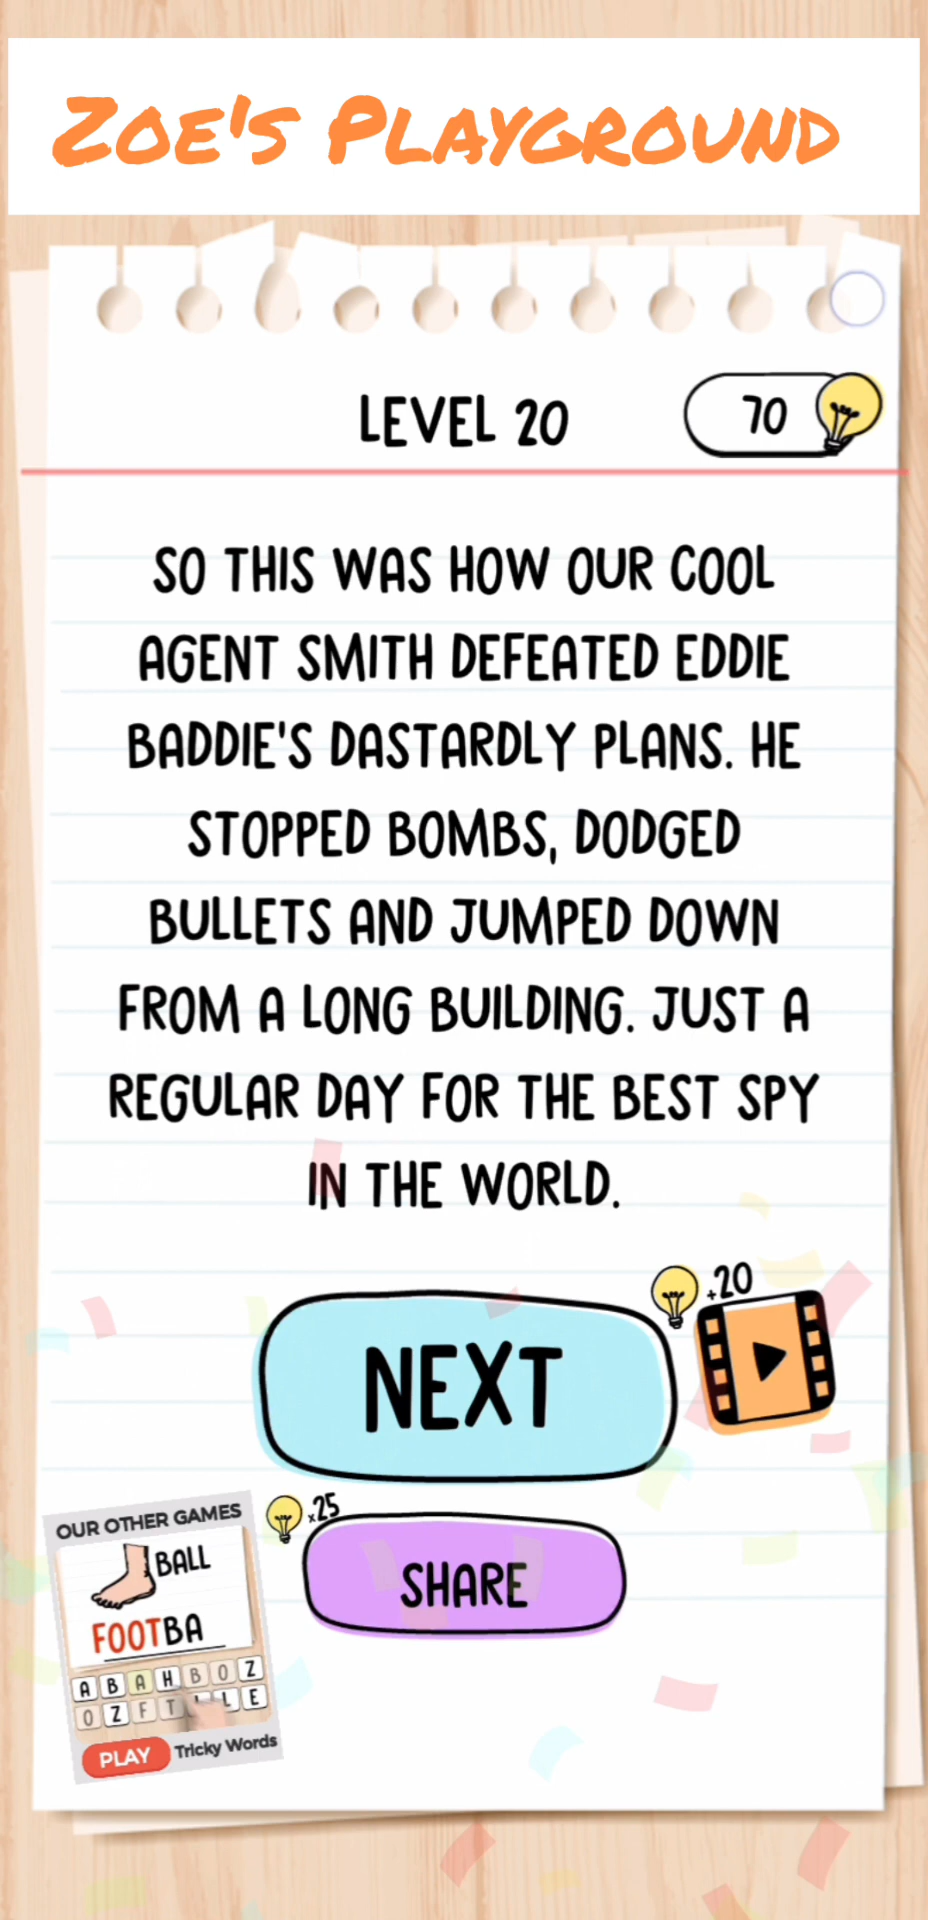 Zoe's Playground
LEVEL 20
70
SO THIS WAS HOW OUR COOL
AGENT SMITH DEFEATED EDDIE
BADDIE'S DASTARDLY PLANS. HE
STOPPED BOMBS, DODGED
BULLETS AND JUMPED DOWN
FROM A LONG BUILDING. JUST A
REGULAR DAY FOR THE BEST SPY
IN THE WORLD.
+20
NEXT
x25
SHARE
OUR OTHER GAMES
BALL
FOOTBA
A B A H B O Z
O Z F T L L E
PLAY Tricky Words